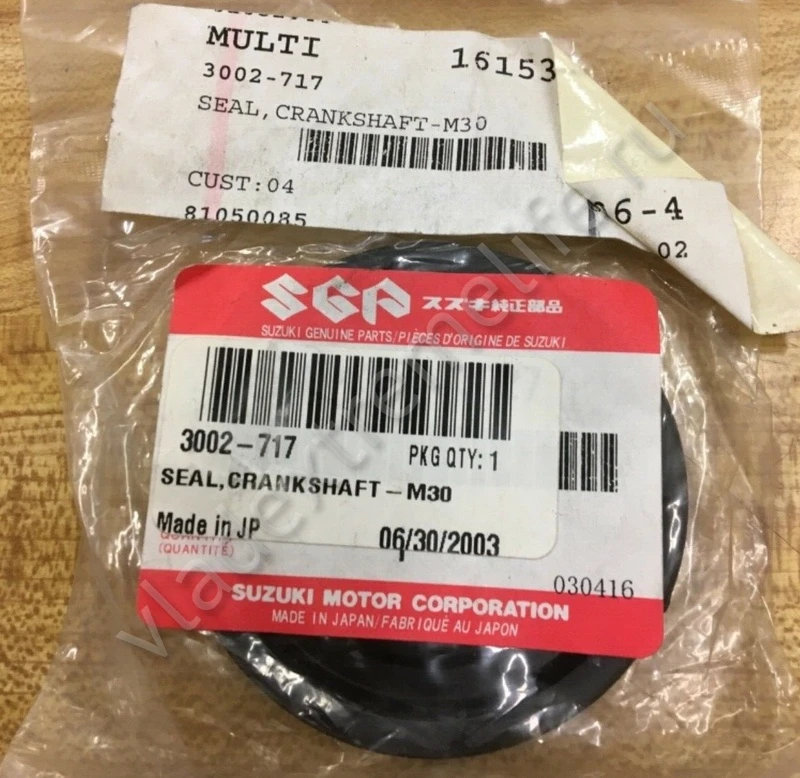 MULTI 16153
3002-717
SEAL,CRANKSHAFT-M30
CUST:04
81050085
6-4
02
SGP スズキ純正部品
SUZUKI GENUINE PARTS/PIÈCES D'ORIGINE DE SUZUKI
3002-717
PKG QTY: 1
SEAL,CRANKSHAFT-M30
Made in JP
06/30/2003
(QUANTITÉ)
030416
SUZUKI MOTOR CORPORATION
MADE IN JAPAN/FABRIQUÉ AU JAPON
vladextremelife.ru